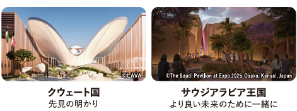 ©LAVA
©The Saudi Pavilion at Expo 2025, Osaka, Kansai, Japan
クウェート国
先見の明かり
サウジアラビア王国
より良い未来のために一緒に